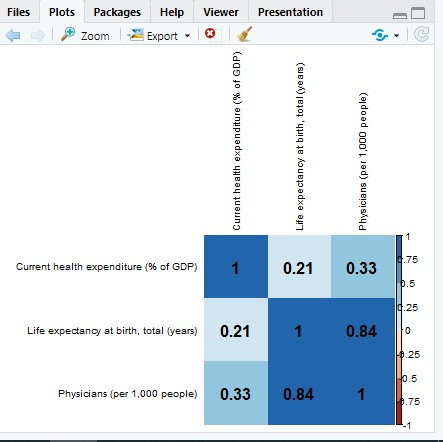 Files Plots Packages Help Viewer Presentation
Zoom Export
Current health expenditure (% of GDP)
Life expectancy at birth, total (years)
Physicians (per 1,000 people)
Current health expenditure (% of GDP) 1 0.21 0.33
Life expectancy at birth, total (years) 0.21 1 0.84
Physicians (per 1,000 people) 0.33 0.84 1
1
0.75
0.5
0.25
0
-0.25
-0.5
-0.75
-1